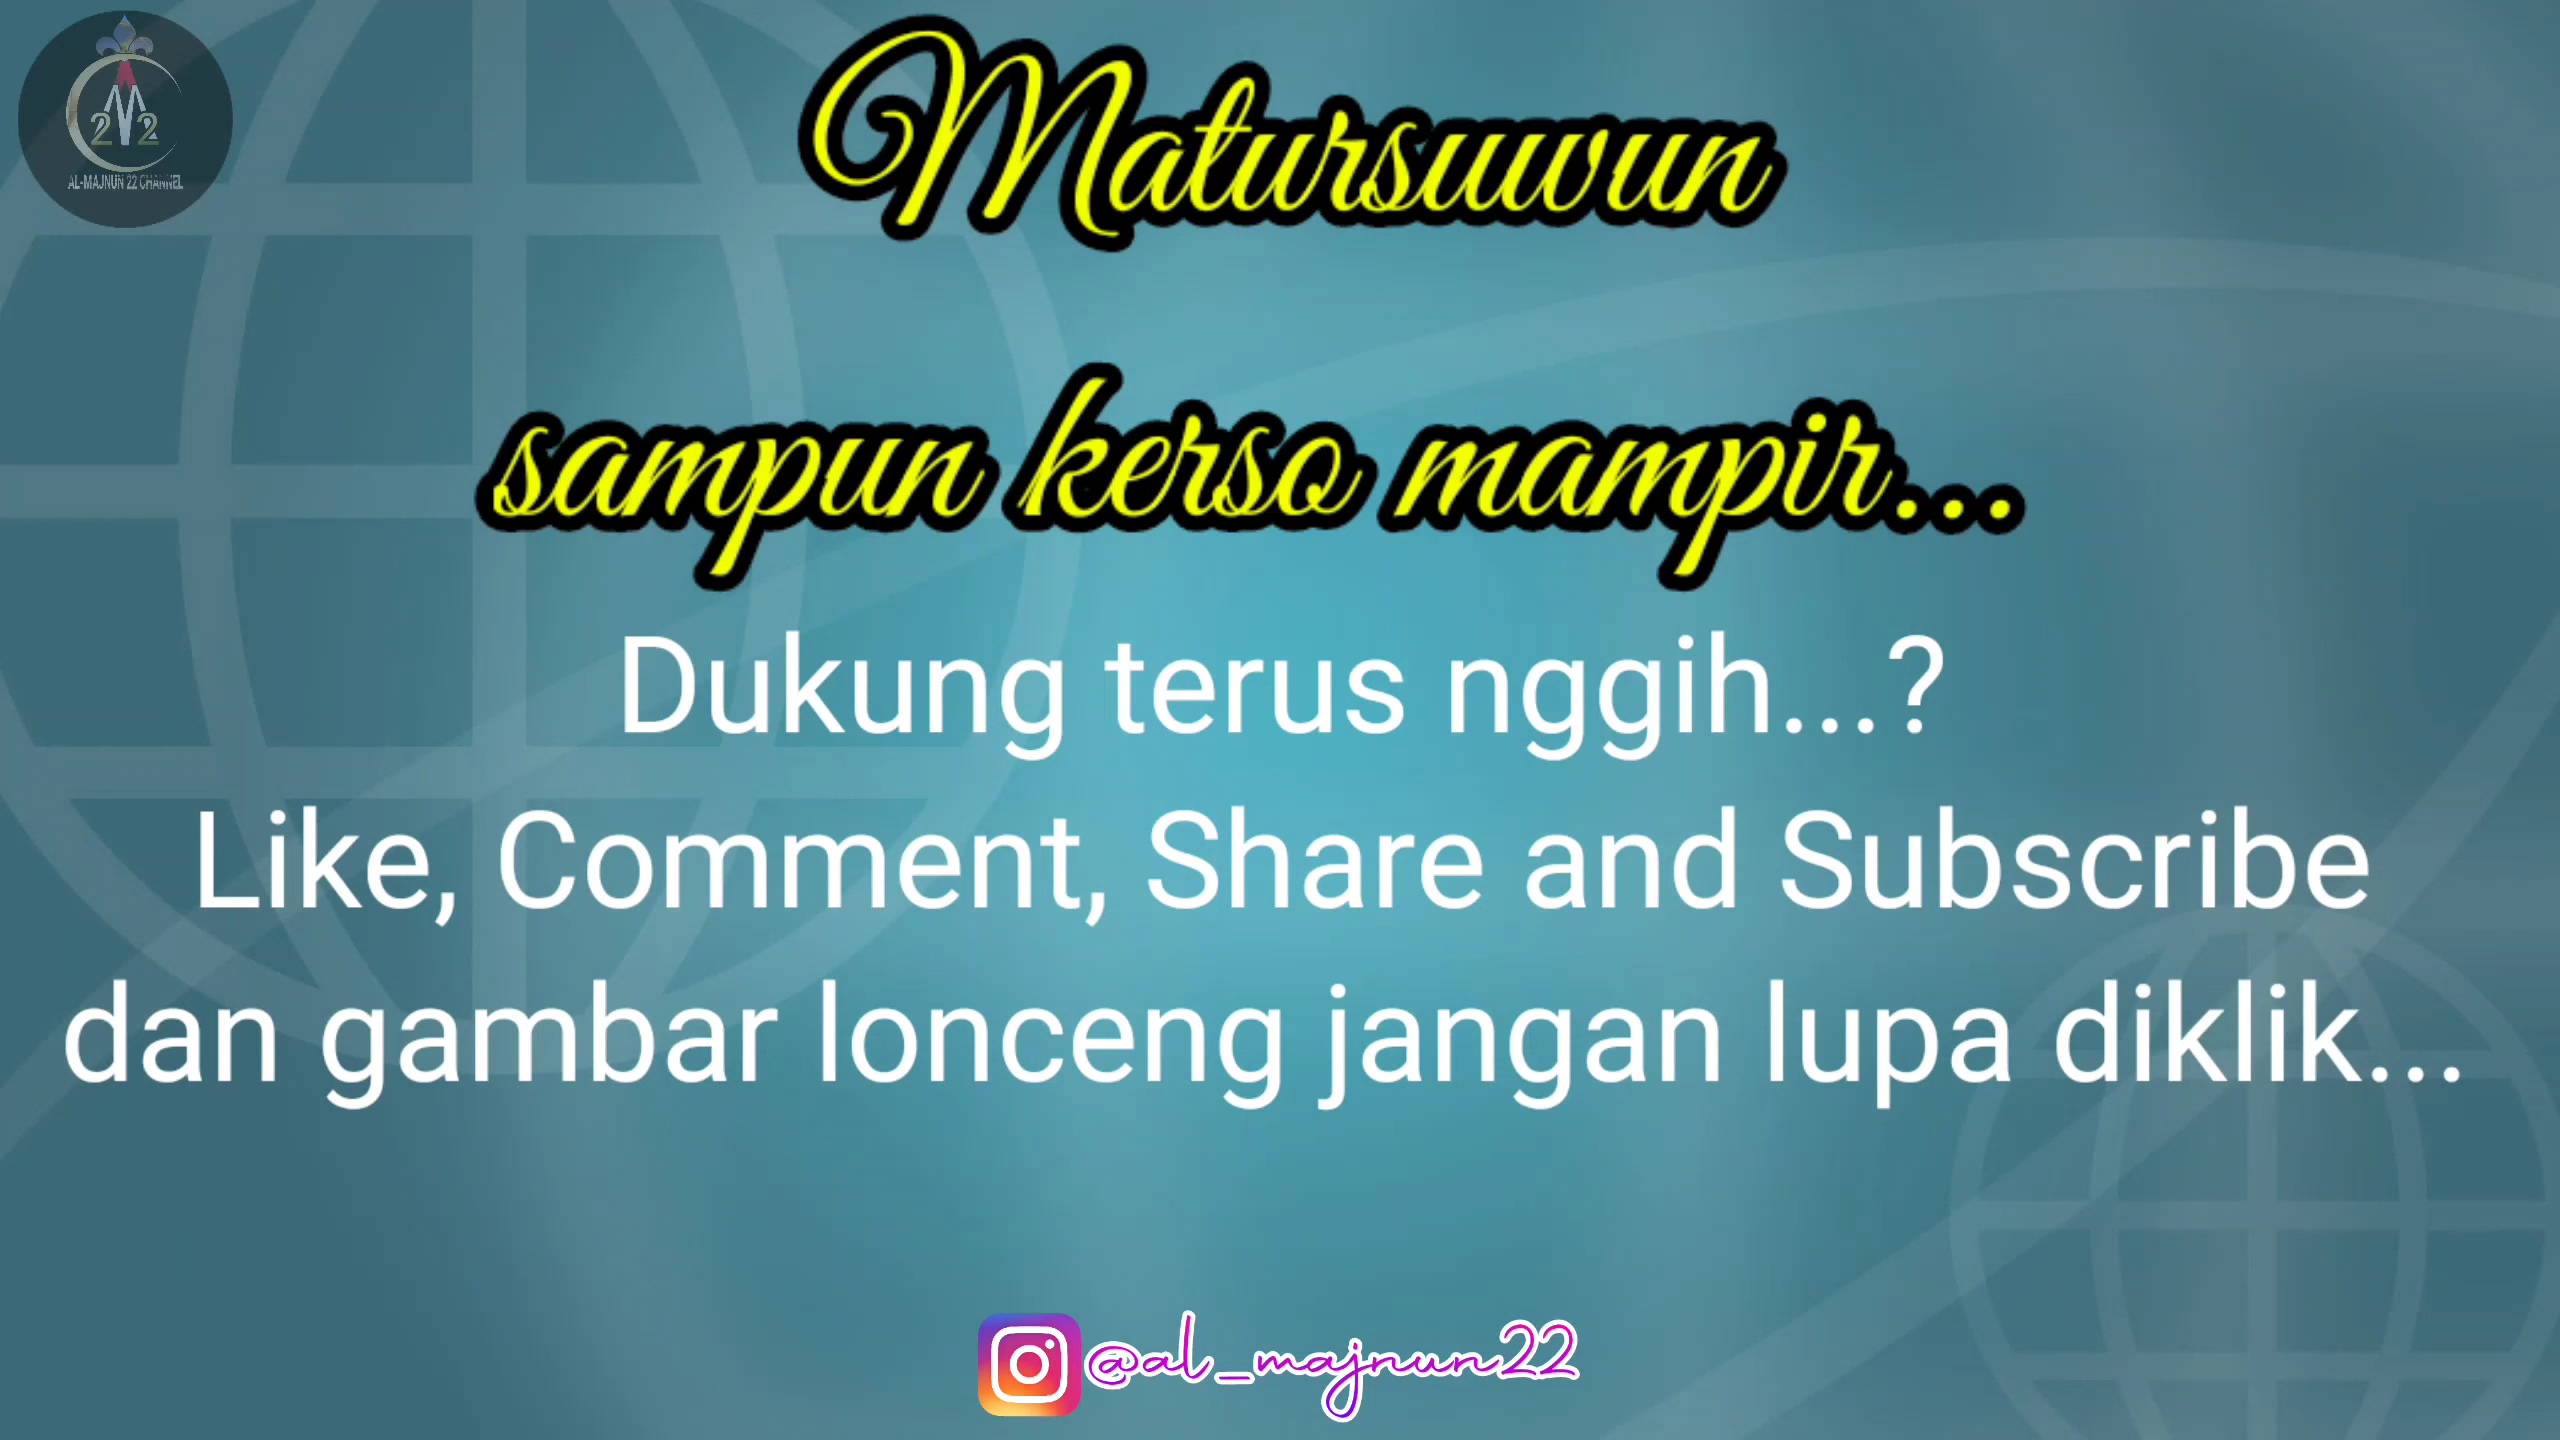 AL-MAJNUN 22 CHANNEL
Matursuwun
sampun kerso mampir...
Dukung terus nggih...?
Like, Comment, Share and Subscribe
dan gambar lonceng jangan lupa diklik...
@al_majnun22